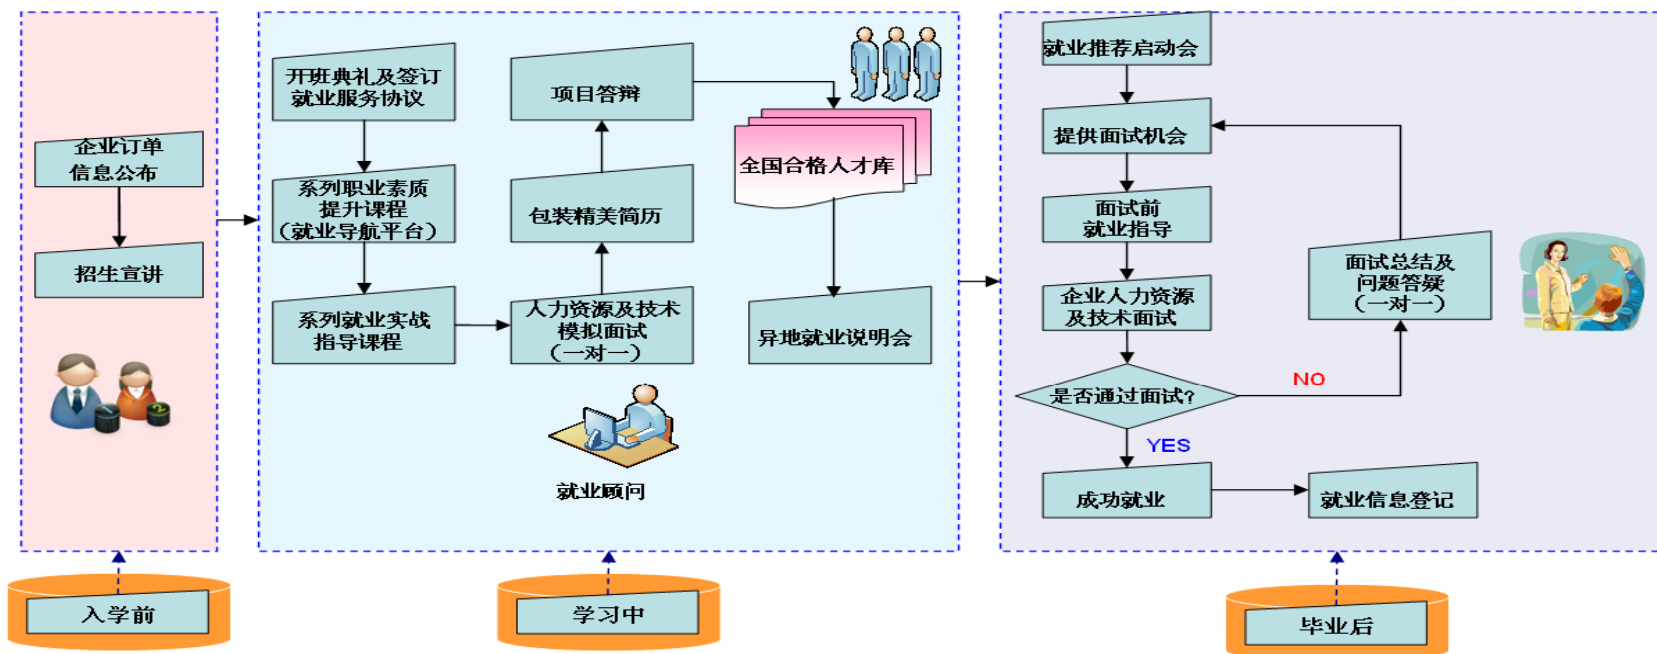 企业订单
信息公布
招生宣讲
1
2
入学前
开班典礼及签订
就业服务协议
系列职业素质
提升课程
（就业导航平台）
系列就业实战
指导课程
项目答辩
包装精美简历
人力资源及技术
模拟面试
（一对一）
全国合格人才库
异地就业说明会
就业顾问
学习中
就业推荐启动会
提供面试机会
面试前
就业指导
企业人力资源
及技术面试
是否通过面试?
NO
YES
面试总结及
问题答疑
（一对一）
成功就业
就业信息登记
毕业后